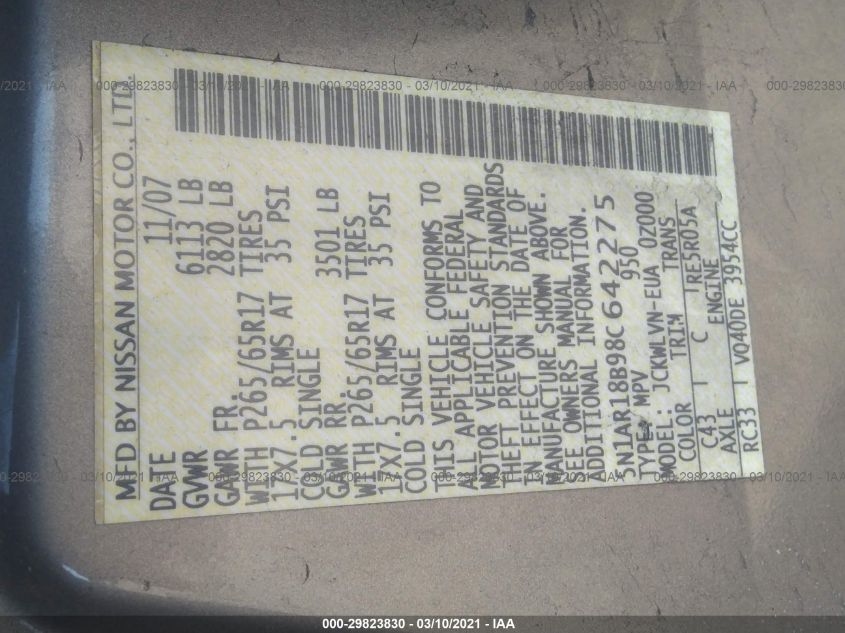 MFD BY NISSAN MOTOR CO., LTD.
DATE 11/07
GVWR 6113 LB
GAWR FR. 2820 LB
WITH P265/65R17 TIRES
17X7.5 RIMS AT 35 PSI
COLD SINGLE
GAWR RR. 3501 LB
WITH P265/65R17 TIRES
17X7.5 RIMS AT 35 PSI
COLD SINGLE
THIS VEHICLE CONFORMS TO
ALL APPLICABLE FEDERAL
MOTOR VEHICLE SAFETY AND
THEFT PREVENTION STANDARDS
IN EFFECT ON THE DATE OF
MANUFACTURE SHOWN ABOVE.
SEE OWNERS MANUAL FOR
ADDITIONAL INFORMATION.
5N1AR18B98C642275
TYPE: MPV 950
MODEL: JCKWLVN-EUA 0Z000
COLOR TRIM TRANS
C43 C RE5R05A
AXLE ENGINE
RC33 VQ40DE 3954CC
000-29823830 - 03/10/2021 - IAA